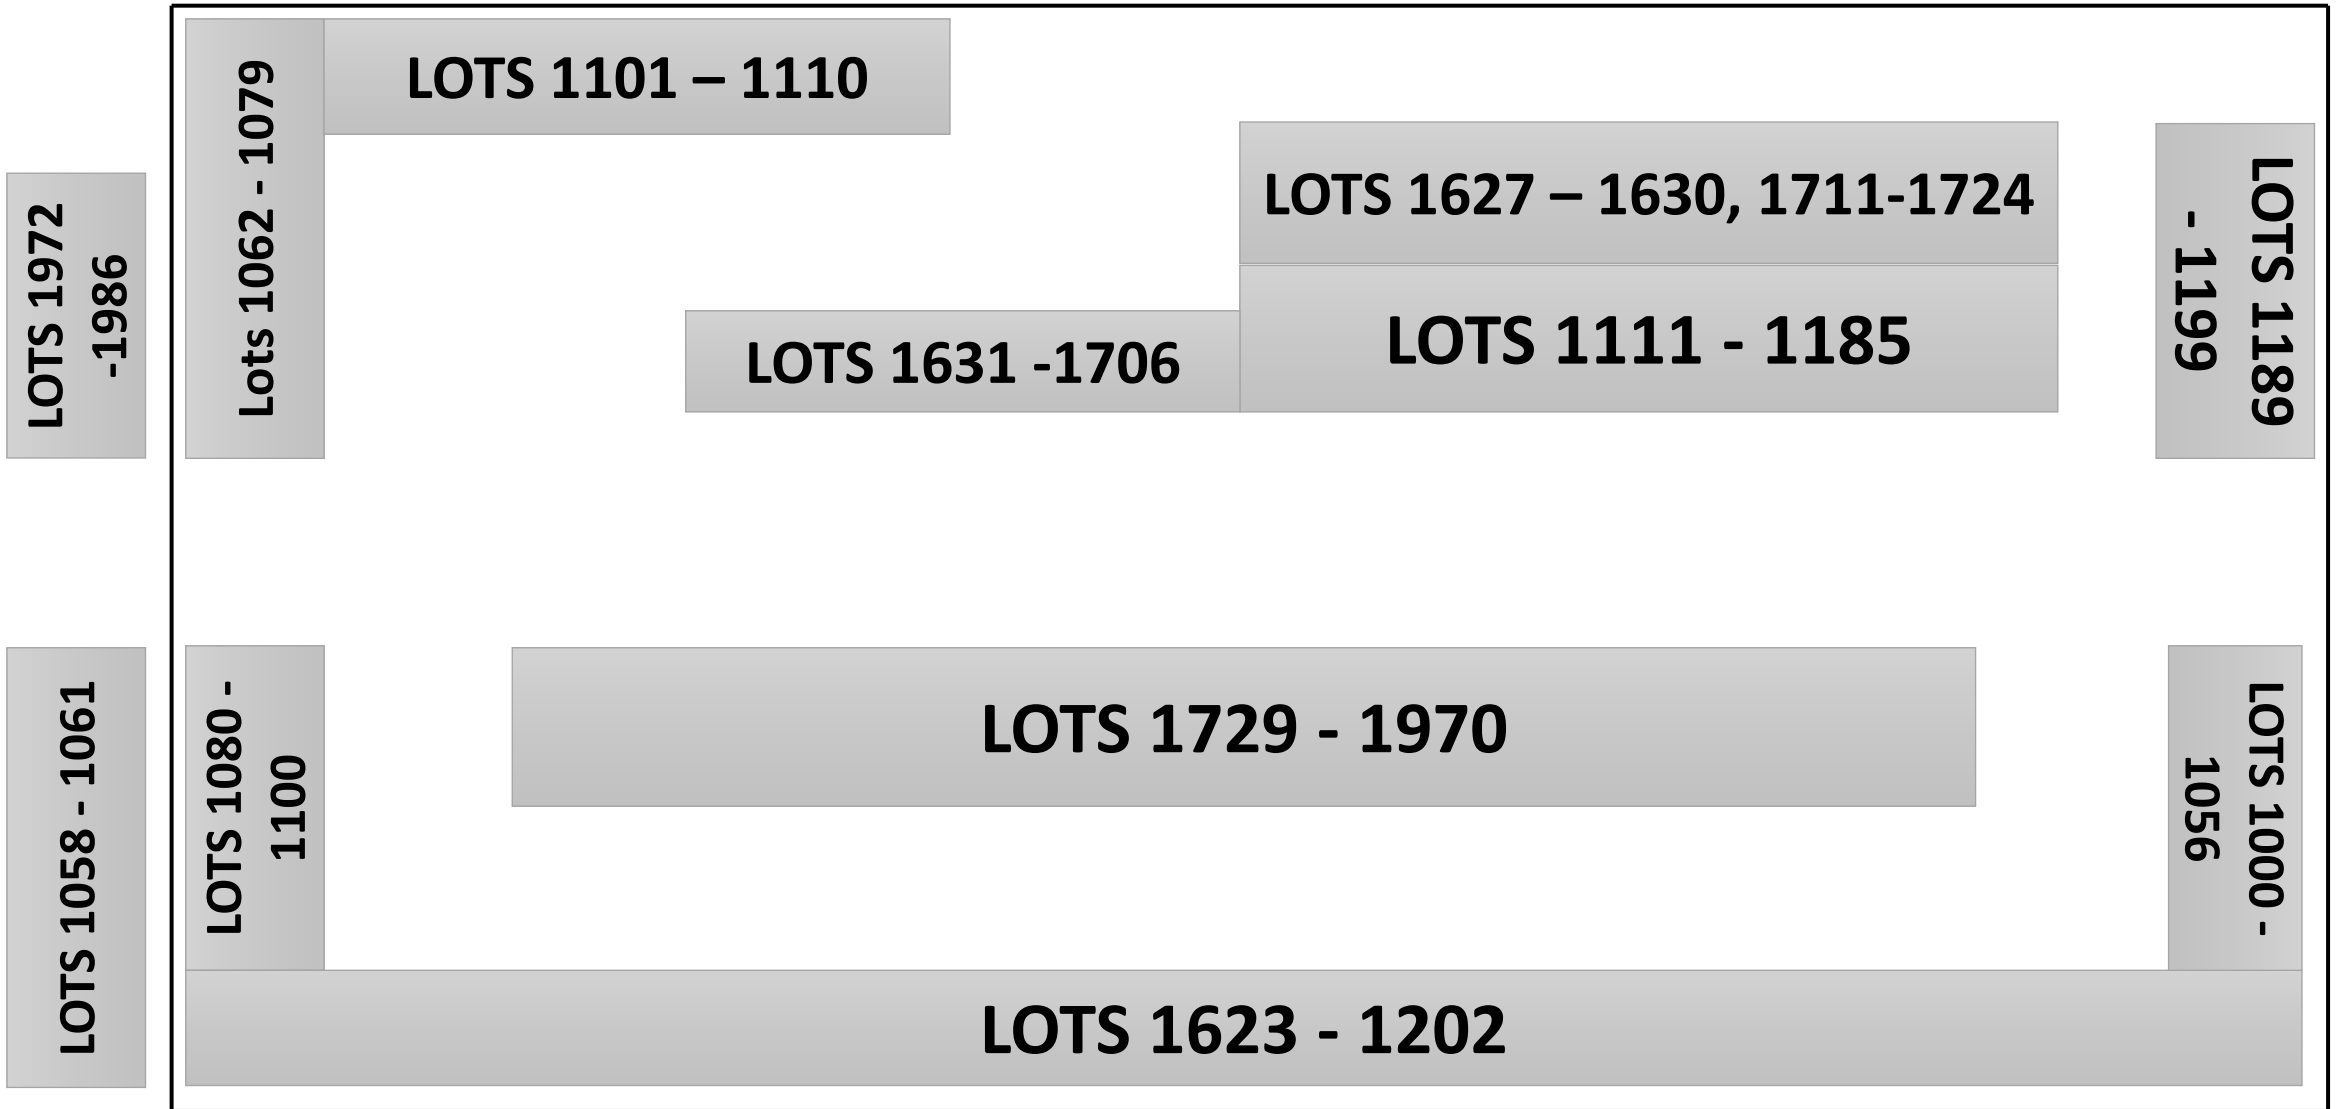 LOTS 1101 – 1110
Lots 1062 - 1079
LOTS 1972
-1986
LOTS 1627 – 1630, 1711-1724
LOTS 1189
- 1199
LOTS 1631 -1706
LOTS 1111 - 1185
LOTS 1058 - 1061
LOTS 1080 -
1100
LOTS 1729 - 1970
LOTS 1000 -
1056
LOTS 1623 - 1202